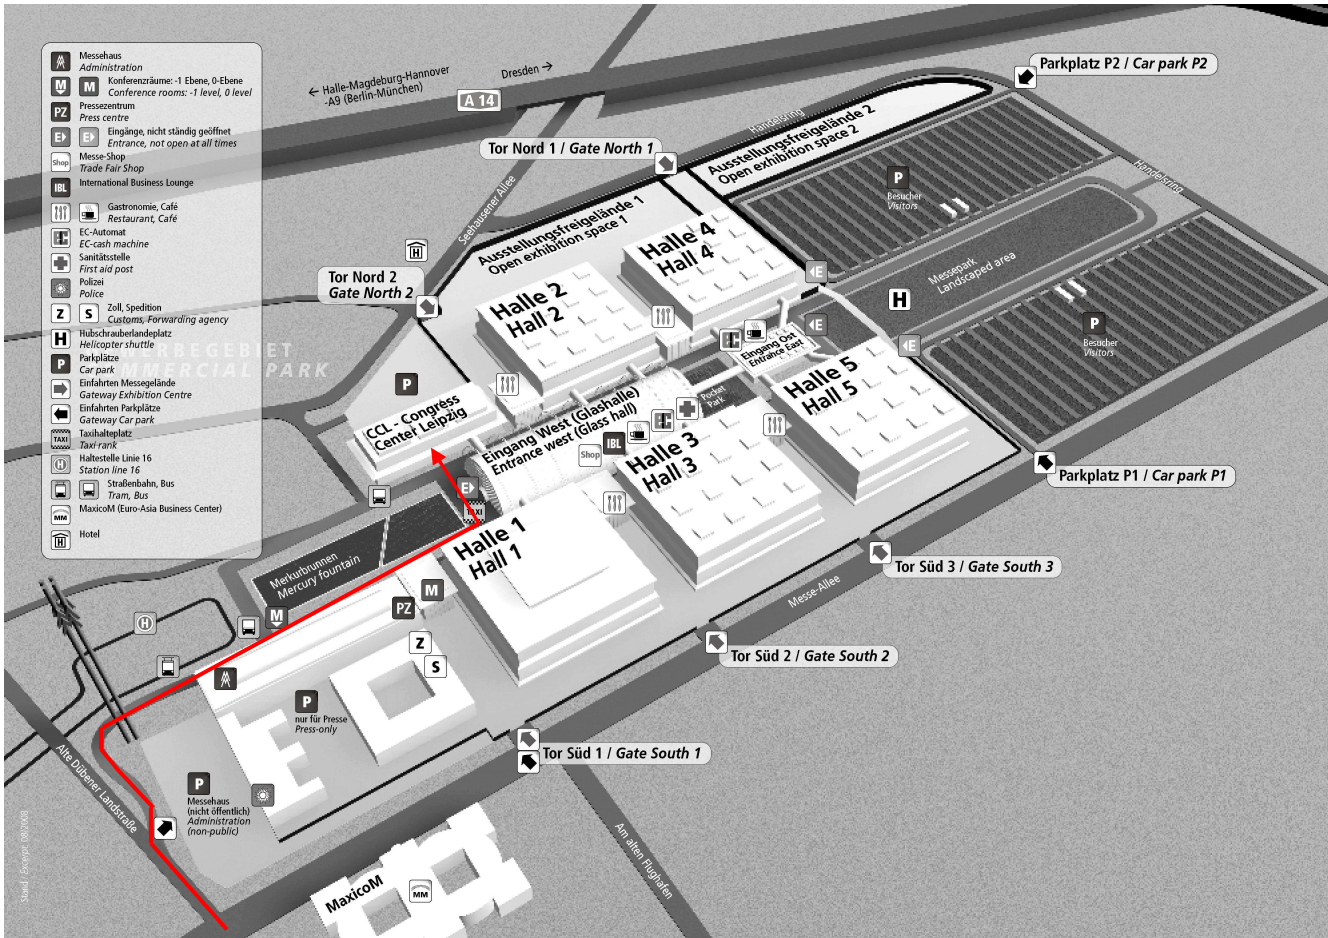 Messehaus
Administration
M
M
Konferenzräume: -1 Ebene, 0-Ebene
Conference rooms: -1 level, 0 level
PZ
Pressezentrum
Press centre
E
E
Eingänge, nicht ständig geöffnet
Entrance, not open at all times
Shop
Messe-Shop
Trade Fair Shop
IBL
International Business Lounge
Gastronomie, Café
Restaurant, Café
EC-Automat
EC-cash machine
Sanitätsstelle
First aid post
Polizei
Police
Z
S
Zoll, Spedition
Customs, Forwarding agency
H
Hubschrauberlandeplatz
Helicopter shuttle
P
Parkplätze
Car park
Einfahrten Messegelände
Gateway Exhibition Centre
Einfahrten Parkplätze
Gateway Car park
TAXI
Taxihalteplatz
Taxi rank
H
Haltestelle Linie 16
Station line 16
Straßenbahn, Bus
Tram, Bus
MM
MaxicoM (Euro-Asia Business Center)
H
Hotel
← Halle-Magdeburg-Hannover
-A9 (Berlin-München)
Dresden →
A 14
Parkplatz P2 / Car park P2
Handelsring
Handelsring
Tor Nord 1 / Gate North 1
Seehausener Allee
Ausstellungsfreigelände 2
Open exhibition space 2
Ausstellungsfreigelände 1
Open exhibition space 1
P
Besucher
Visitors
H
Tor Nord 2
Gate North 2
Halle 4
Hall 4
Halle 2
Hall 2
E
E
E
H
Messepark
Landscaped area
P
Besucher
Visitors
Eingang Ost
Entrance East
Halle 5
Hall 5
Pocket
Park
P
CCL - Congress
Center Leipzig
Eingang West (Glashalle)
Entrance west (Glass hall)
Shop
IBL
Halle 3
Hall 3
E
TAXI
Halle 1
Hall 1
Parkplatz P1 / Car park P1
Merkurbrunnen
Mercury fountain
Tor Süd 3 / Gate South 3
Messe-Allee
M
PZ
M
H
Z
S
Tor Süd 2 / Gate South 2
P
nur für Presse
Press-only
Tor Süd 1 / Gate South 1
Alte Dübener Landstraße
P
Messehaus
(nicht öffentlich)
Administration
(non-public)
Am alten Flughafen
MaxicoM
MM